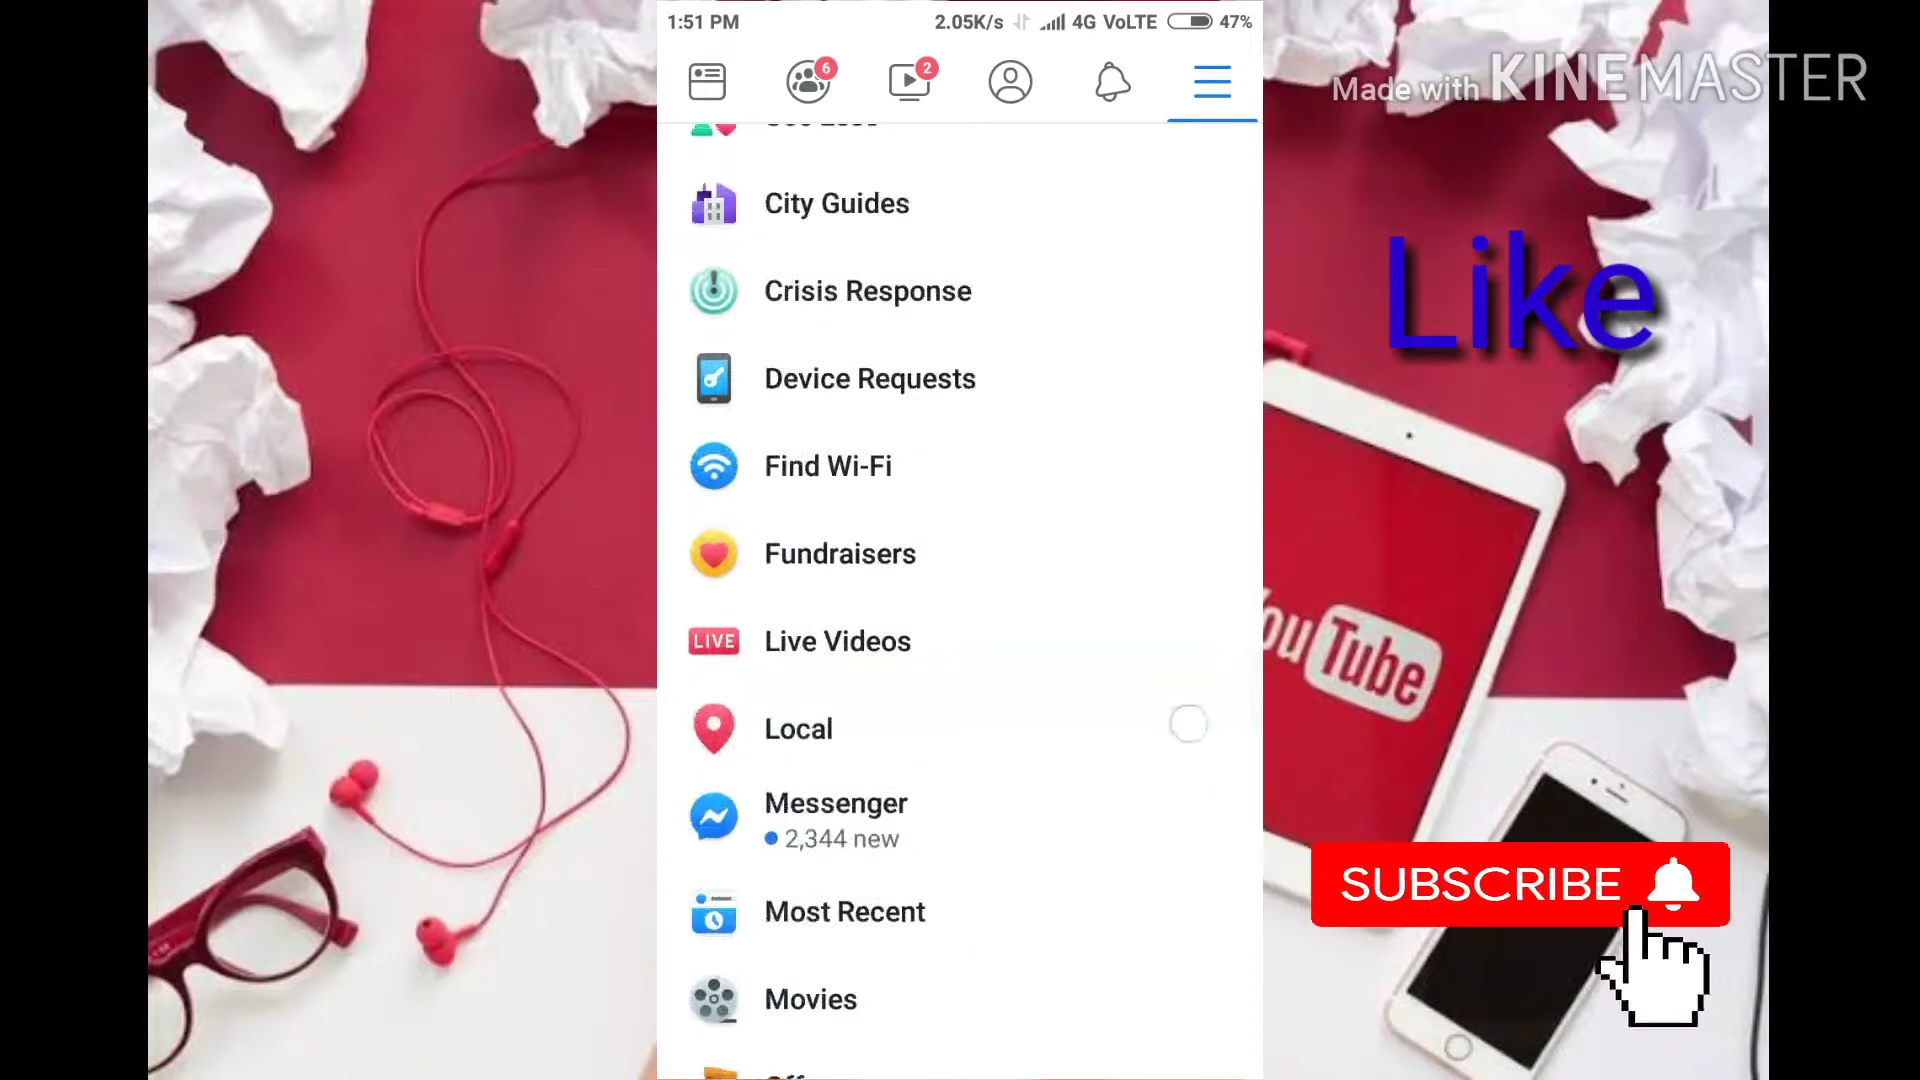 1:51 PM 2.05K/s 4G VoLTE 47%
6 2
Made with KINEMASTER
City Guides
Crisis Response
Like
Device Requests
Find Wi-Fi
Fundraisers
LIVE Live Videos
YouTube
Local
Messenger
2,344 new
SUBSCRIBE
Most Recent
Movies